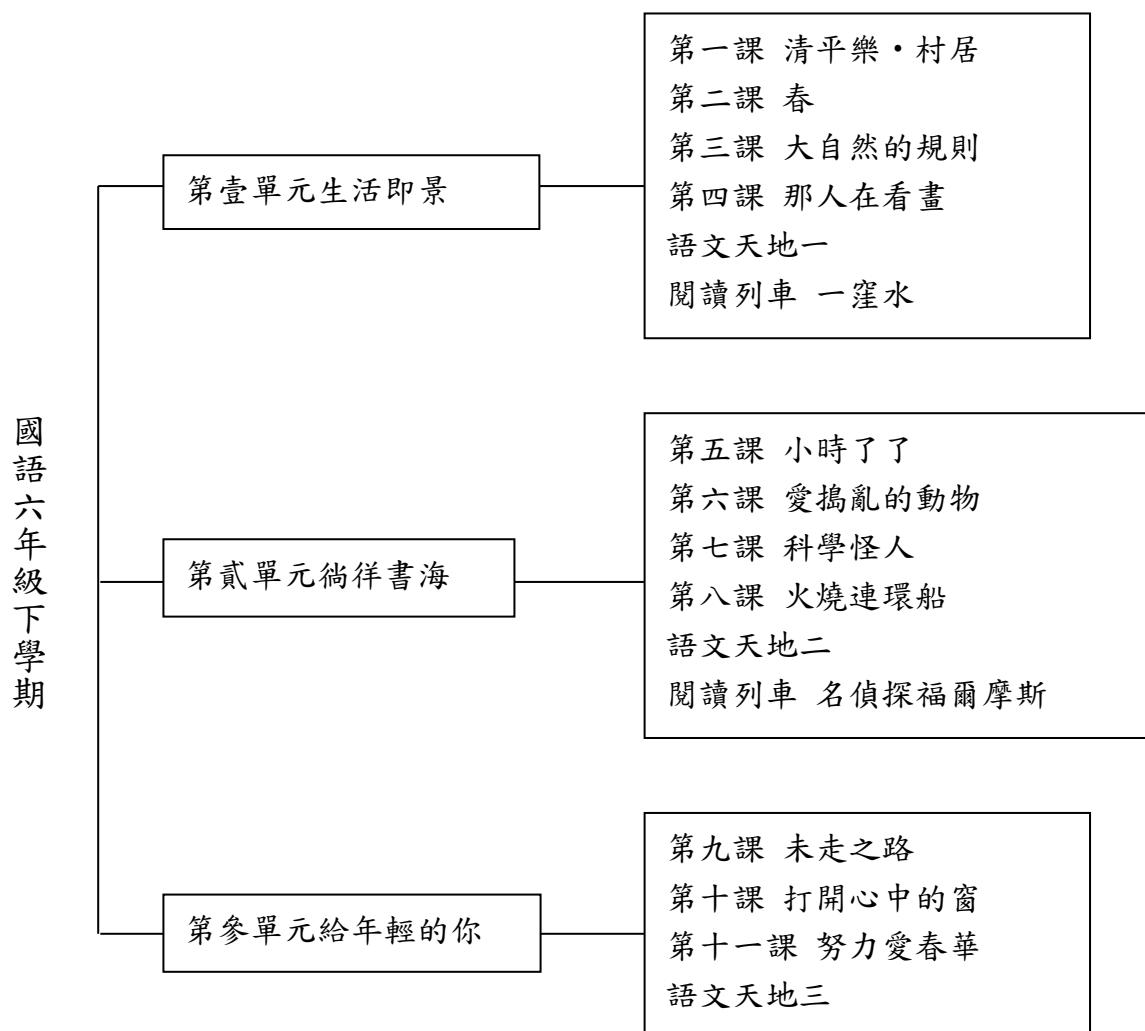 國語六年級下學期
第壹單元生活即景
第一課 清平樂·村居
第二課 春
第三課 大自然的規則
第四課 那人在看畫
語文天地一
閱讀列車 一窪水
第貳單元徜徉書海
第五課 小時了了
第六課 愛搗亂的動物
第七課 科學怪人
第八課 火燒連環船
語文天地二
閱讀列車 名偵探福爾摩斯
第參單元給年輕的你
第九課 未走之路
第十課 打開心中的窗
第十一課 努力愛春華
語文天地三